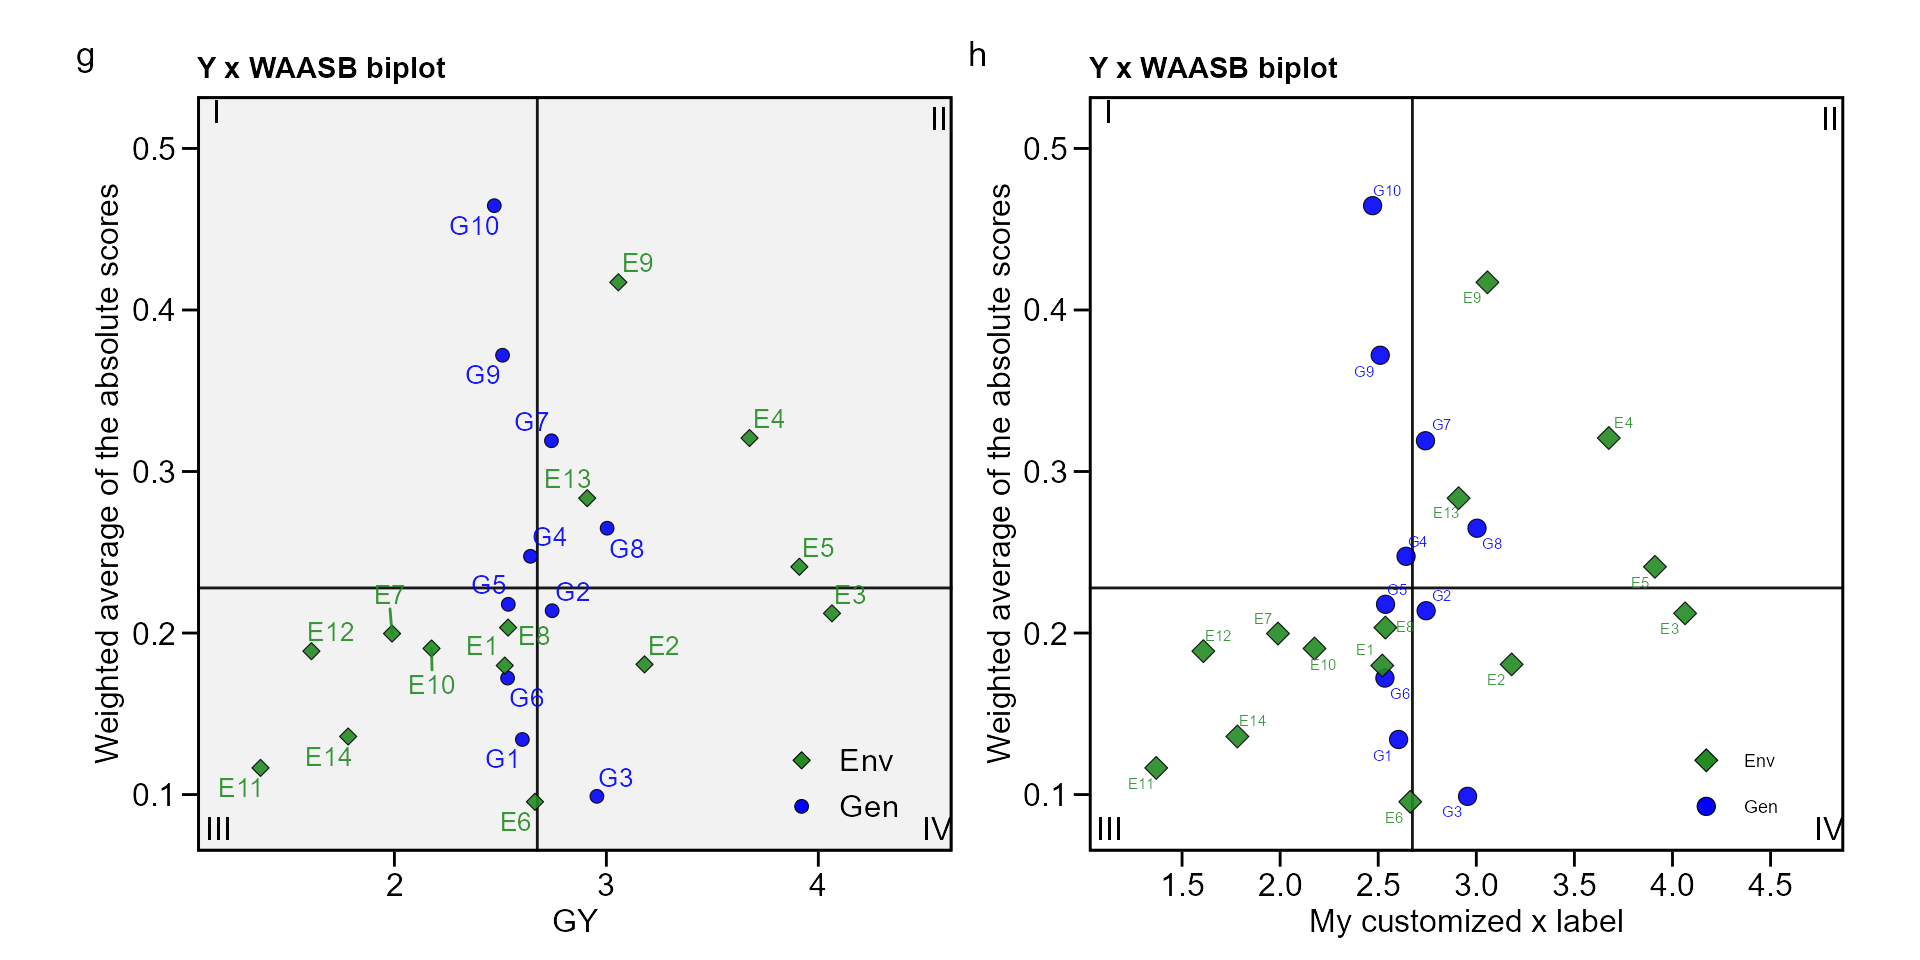 g
Y x WAASB biplot
I
II
0.5
0.4
0.3
0.2
0.1
Weighted average of the absolute scores
G10
E9
G9
G7
E4
E13
G4
G8
E5
G5
G2
E7
E3
E12
E1
E8
E2
E10
G6
E14
G1
E11
G3
E6
Env
Gen
III
IV
2
3
4
GY
h
Y x WAASB biplot
I
II
0.5
0.4
0.3
0.2
0.1
Weighted average of the absolute scores
G10
E9
G9
G7
E4
E13
G4
G8
E5
G5
G2
E7
E8
E3
E12
E1
E10
E2
G6
E14
G1
E11
G3
E6
Env
Gen
III
IV
1.5
2.0
2.5
3.0
3.5
4.0
4.5
My customized x label